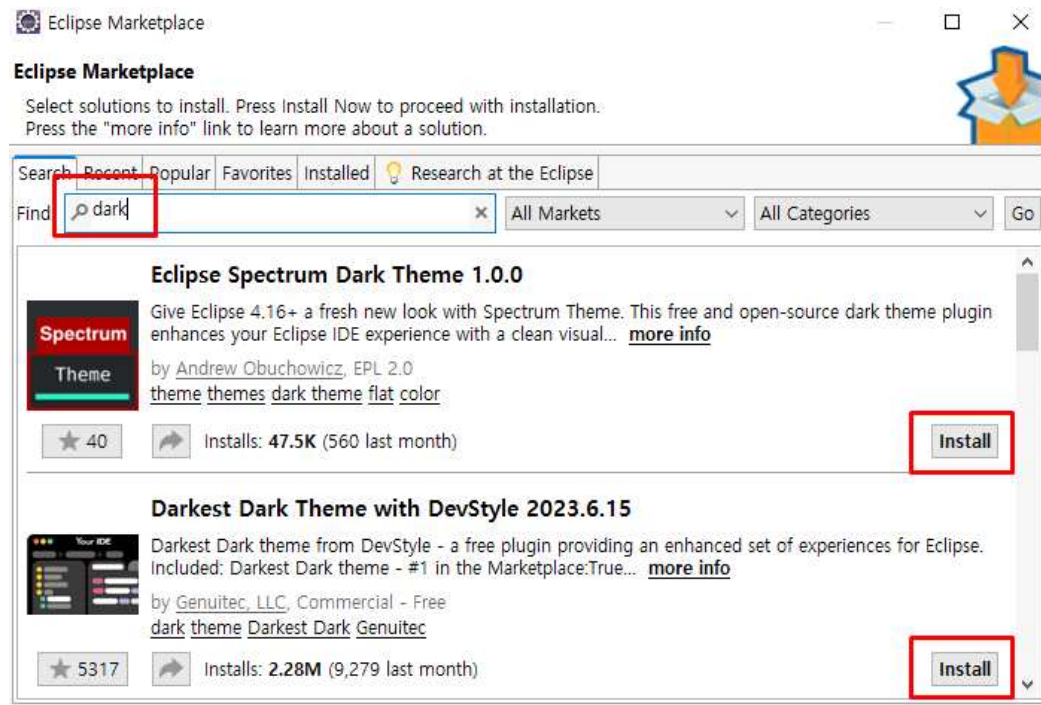 Eclipse Marketplace
Eclipse Marketplace
Select solutions to install. Press Install Now to proceed with installation.
Press the "more info" link to learn more about a solution.
Search Recent Popular Favorites Installed Research at the Eclipse
Find: dark All Markets All Categories Go
Eclipse Spectrum Dark Theme 1.0.0
Spectrum
Theme
Give Eclipse 4.16+ a fresh new look with Spectrum Theme. This free and open-source dark theme plugin
enhances your Eclipse IDE experience with a clean visual... more info
by Andrew Obuchowicz, EPL 2.0
theme themes dark theme flat color
40 Installs: 47.5K (560 last month) Install
Darkest Dark Theme with DevStyle 2023.6.15
Your IDE
Darkest Dark theme from DevStyle - a free plugin providing an enhanced set of experiences for Eclipse.
Included: Darkest Dark theme - #1 in the Marketplace:True... more info
by Genuitec, LLC, Commercial - Free
dark theme Darkest Dark Genuitec
5317 Installs: 2.28M (9,279 last month) Install